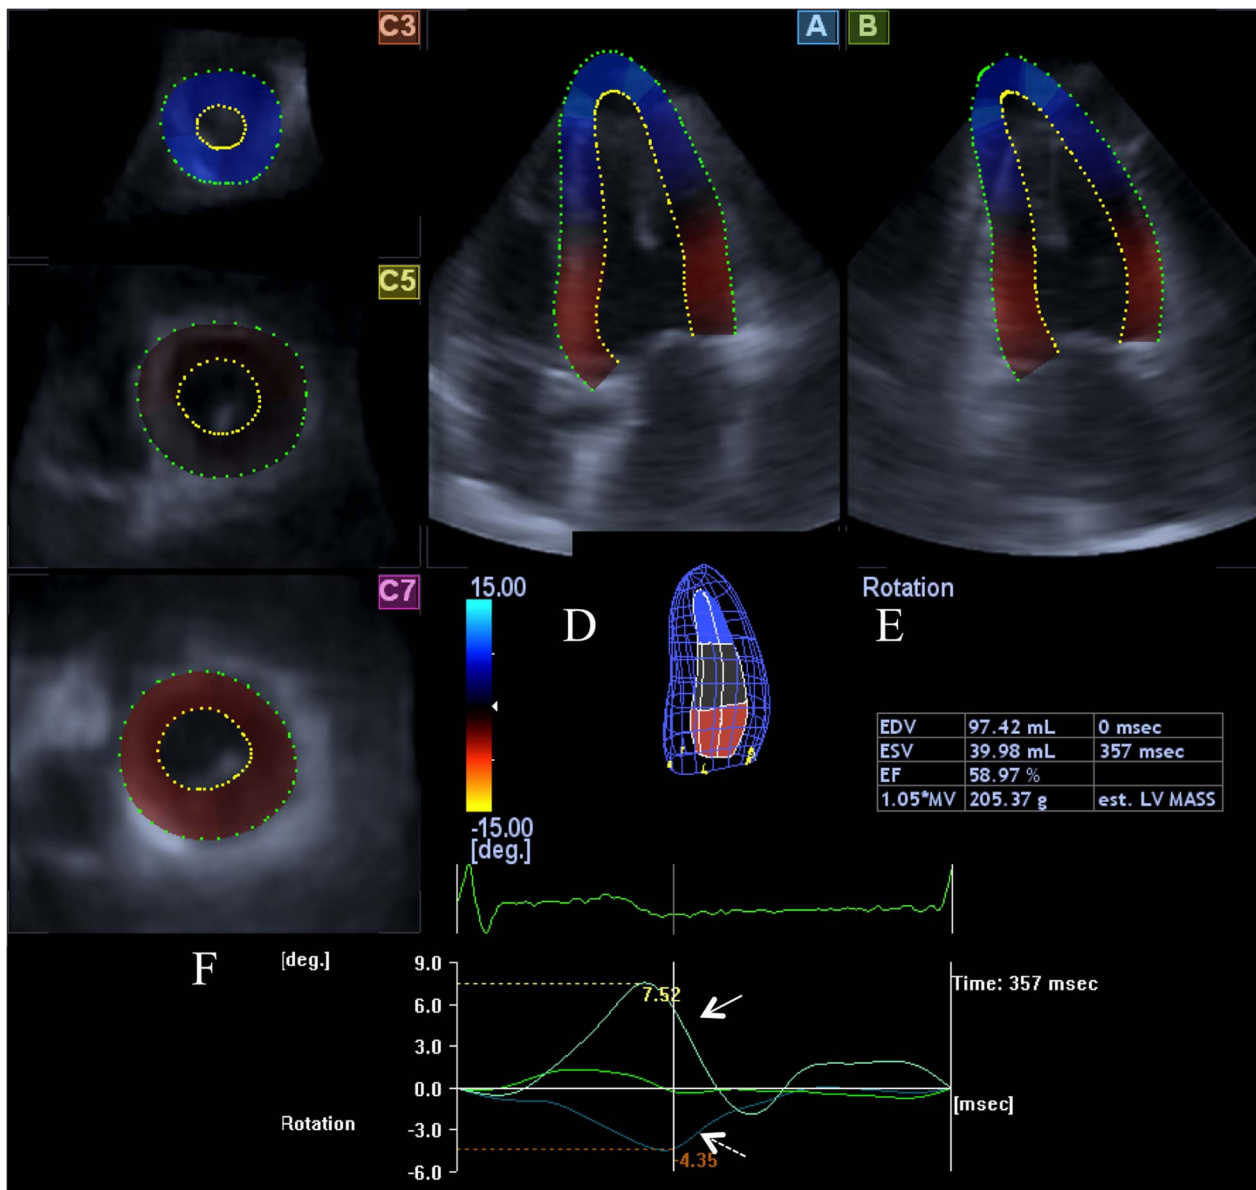 C3
A
B
C5
C7
15.00
D
Rotation
E
EDV 97.42 mL 0 msec
ESV 39.98 mL 357 msec
EF 58.97 %
1.05*MV 205.37 g est. LV MASS
-15.00
[deg.]
F
[deg.]
9.0
Time: 357 msec
7.52
6.0
3.0
0.0
[msec]
Rotation
-3.0
-4.35
-6.0